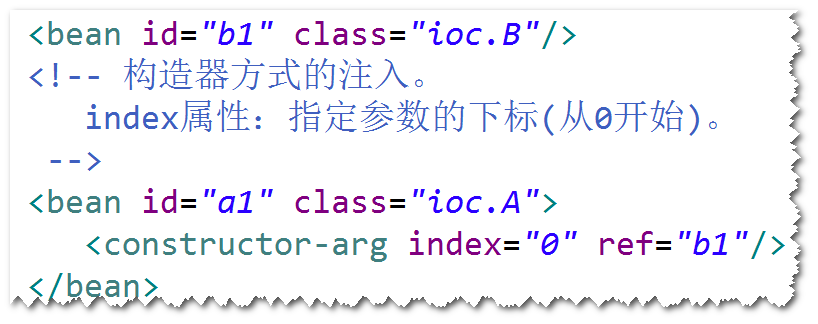 <bean id="b1" class="ioc.B"/>
<!-- 构造器方式的注入。
index属性：指定参数的下标(从0开始)。
-->
<bean id="a1" class="ioc.A">
<constructor-arg index="0" ref="b1"/>
</bean>